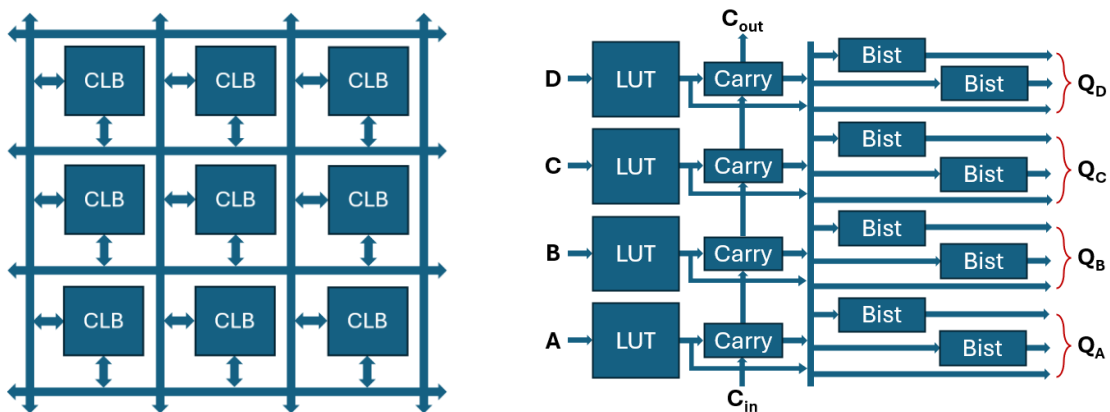 CLB CLB CLB
CLB CLB CLB
CLB CLB CLB
Cout
D LUT Carry Bist Bist QD
C LUT Carry Bist Bist QC
B LUT Carry Bist Bist QB
A LUT Carry Bist Bist QA
Cin